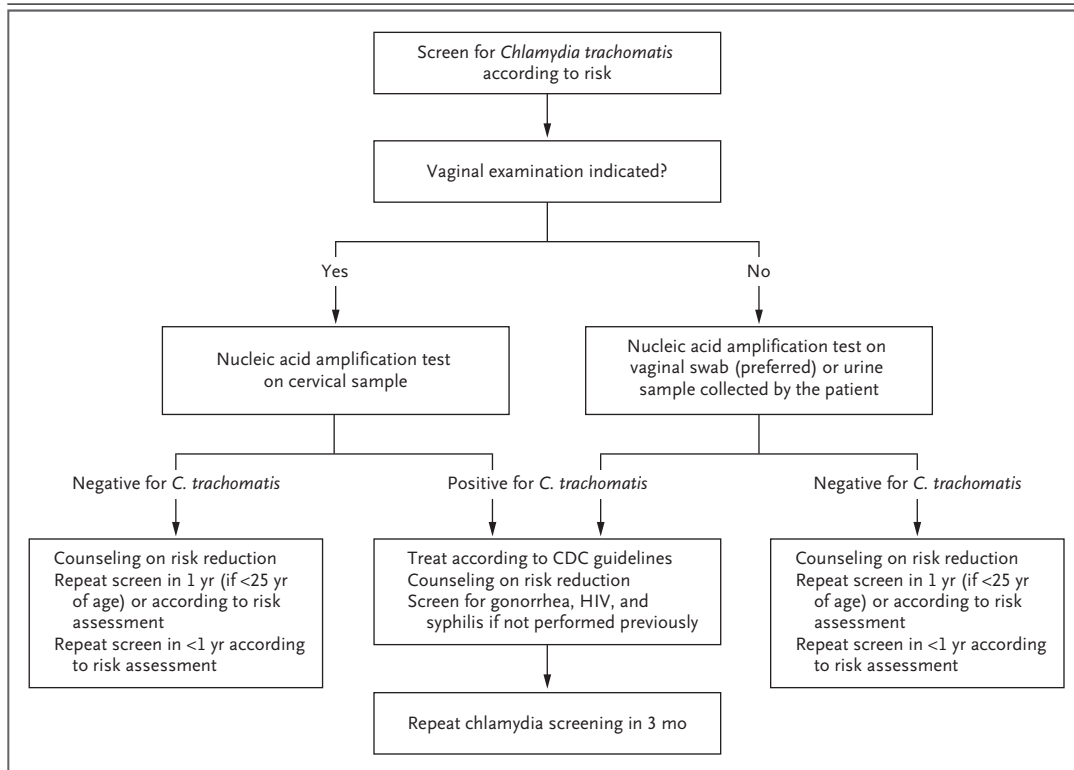 Screen for Chlamydia trachomatis
according to risk
Vaginal examination indicated?
Yes
No
Nucleic acid amplification test
on cervical sample
Nucleic acid amplification test on
vaginal swab (preferred) or urine
sample collected by the patient
Negative for C. trachomatis
Positive for C. trachomatis
Negative for C. trachomatis
Counseling on risk reduction
Repeat screen in 1 yr (if <25 yr
of age) or according to risk
assessment
Repeat screen in <1 yr according
to risk assessment
Treat according to CDC guidelines
Counseling on risk reduction
Screen for gonorrhea, HIV, and
syphilis if not performed previously
Counseling on risk reduction
Repeat screen in 1 yr (if <25 yr
of age) or according to risk
assessment
Repeat screen in <1 yr according
to risk assessment
Repeat chlamydia screening in 3 mo